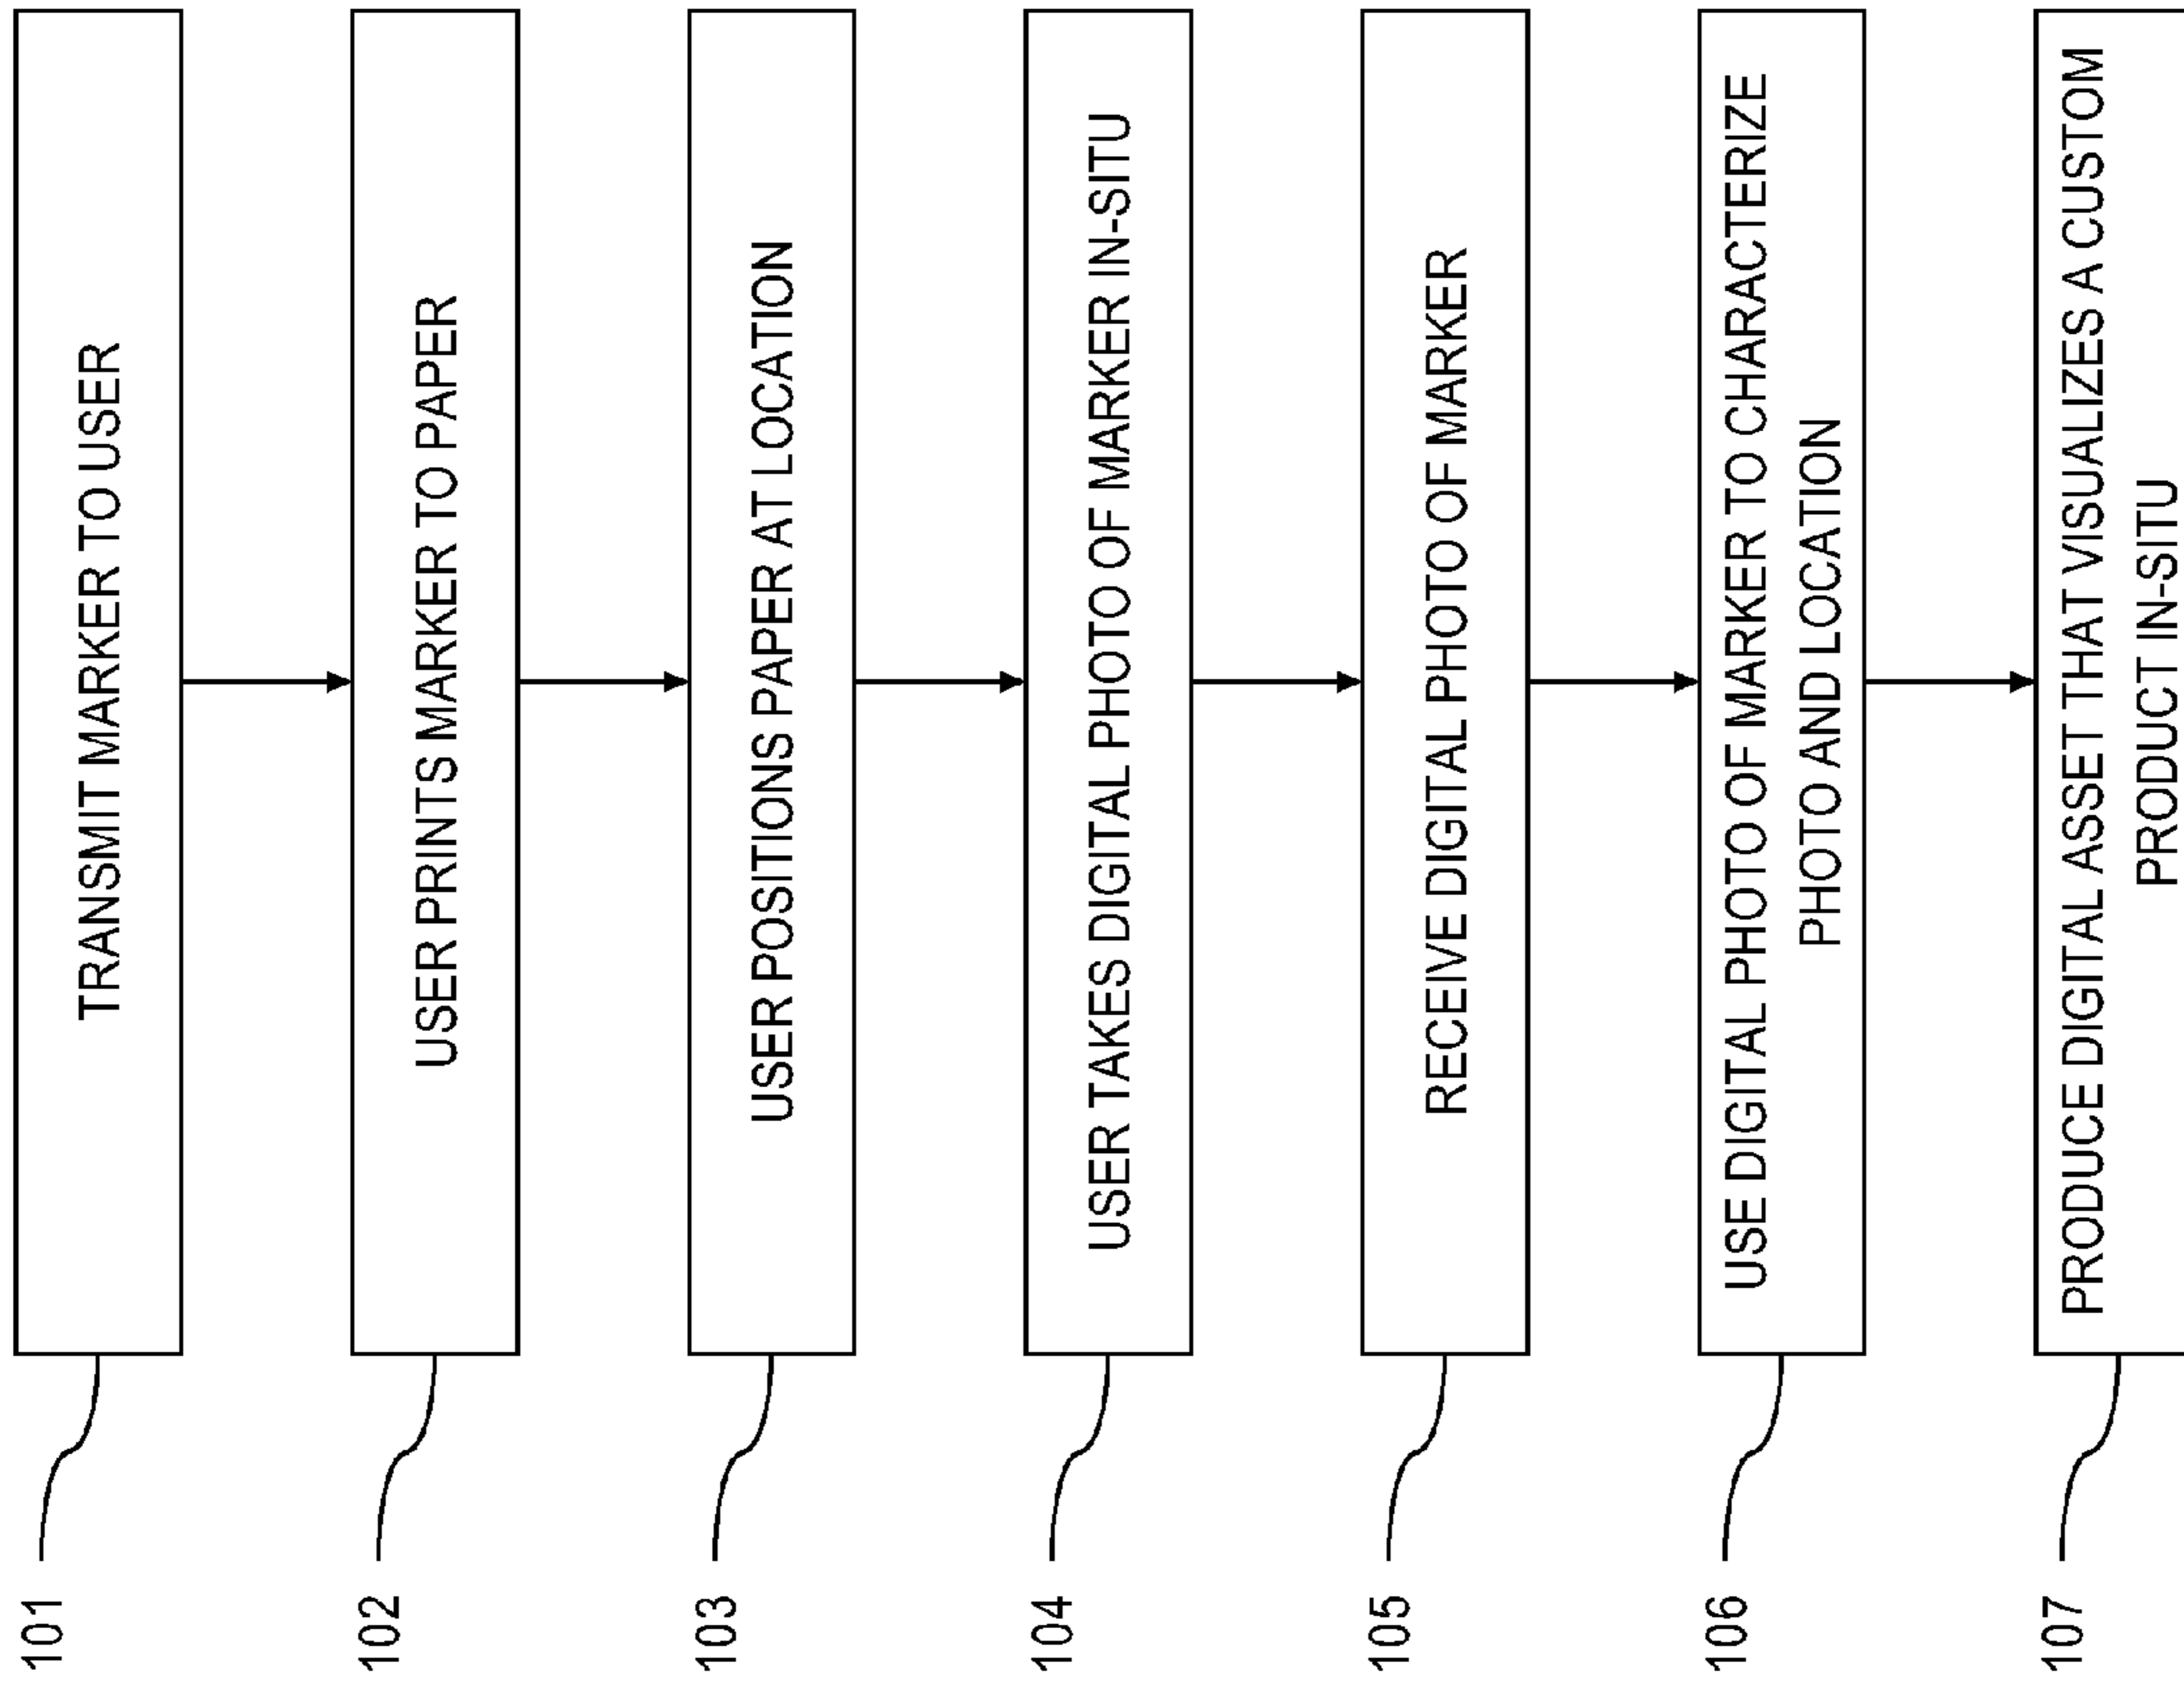 101
TRANSMIT MARKER TO USER
102
USER PRINTS MARKER TO PAPER
103
USER POSITIONS PAPER AT LOCATION
104
USER TAKES DIGITAL PHOTO OF MARKER IN-SITU
105
RECEIVE DIGITAL PHOTO OF MARKER
106
USE DIGITAL PHOTO OF MARKER TO CHARACTERIZE
PHOTO AND LOCATION
107
PRODUCE DIGITAL ASSET THAT VISUALIZES A CUSTOM
PRODUCT IN-SITU